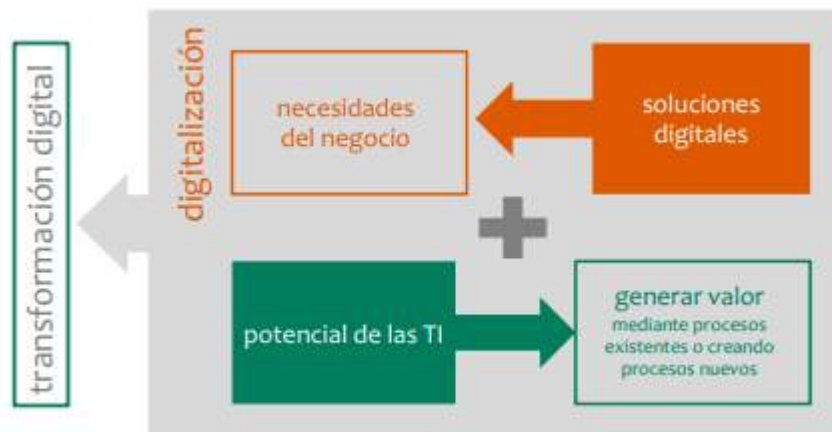 transformación digital
digitalización
necesidades
del negocio
soluciones
digitales
potencial de las TI
generar valor
mediante procesos
existentes o creando
procesos nuevos